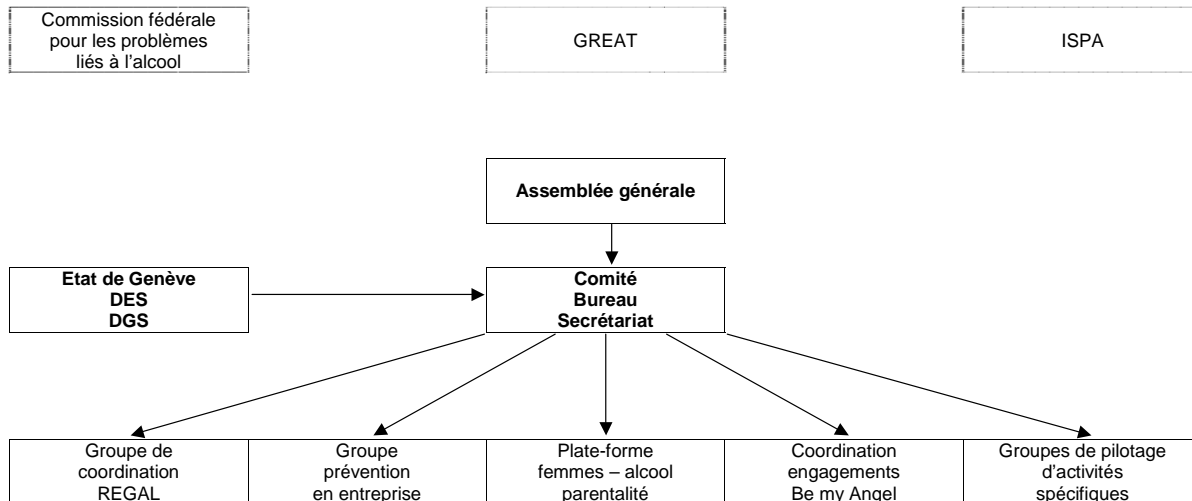 Commission fédérale
pour les problèmes
liés à l'alcool
GREAT
ISPA
Assemblée générale
Etat de Genève
DES
DGS
Comité
Bureau
Secrétariat
Groupe de
coordination
REGAL
Groupe
prévention
en entreprise
Plate-forme
femmes – alcool
parentalité
Coordination
engagements
Be my Angel
Groupes de pilotage
d'activités
spécifiques